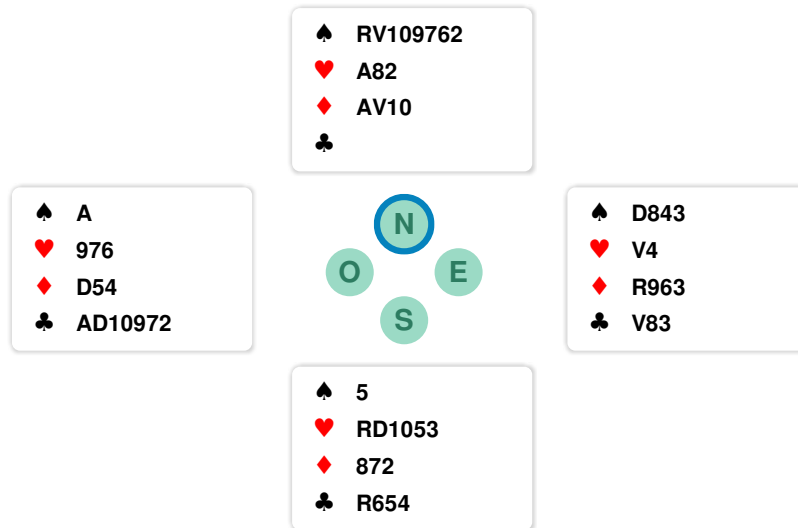 ♠ RV109762
♥ A82
♦ AV10
♣
♠ A
♥ 976
♦ D54
♣ AD10972
N
O E
S
♠ D843
♥ V4
♦ R963
♣ V83
♠ 5
♥ RD1053
♦ 872
♣ R654